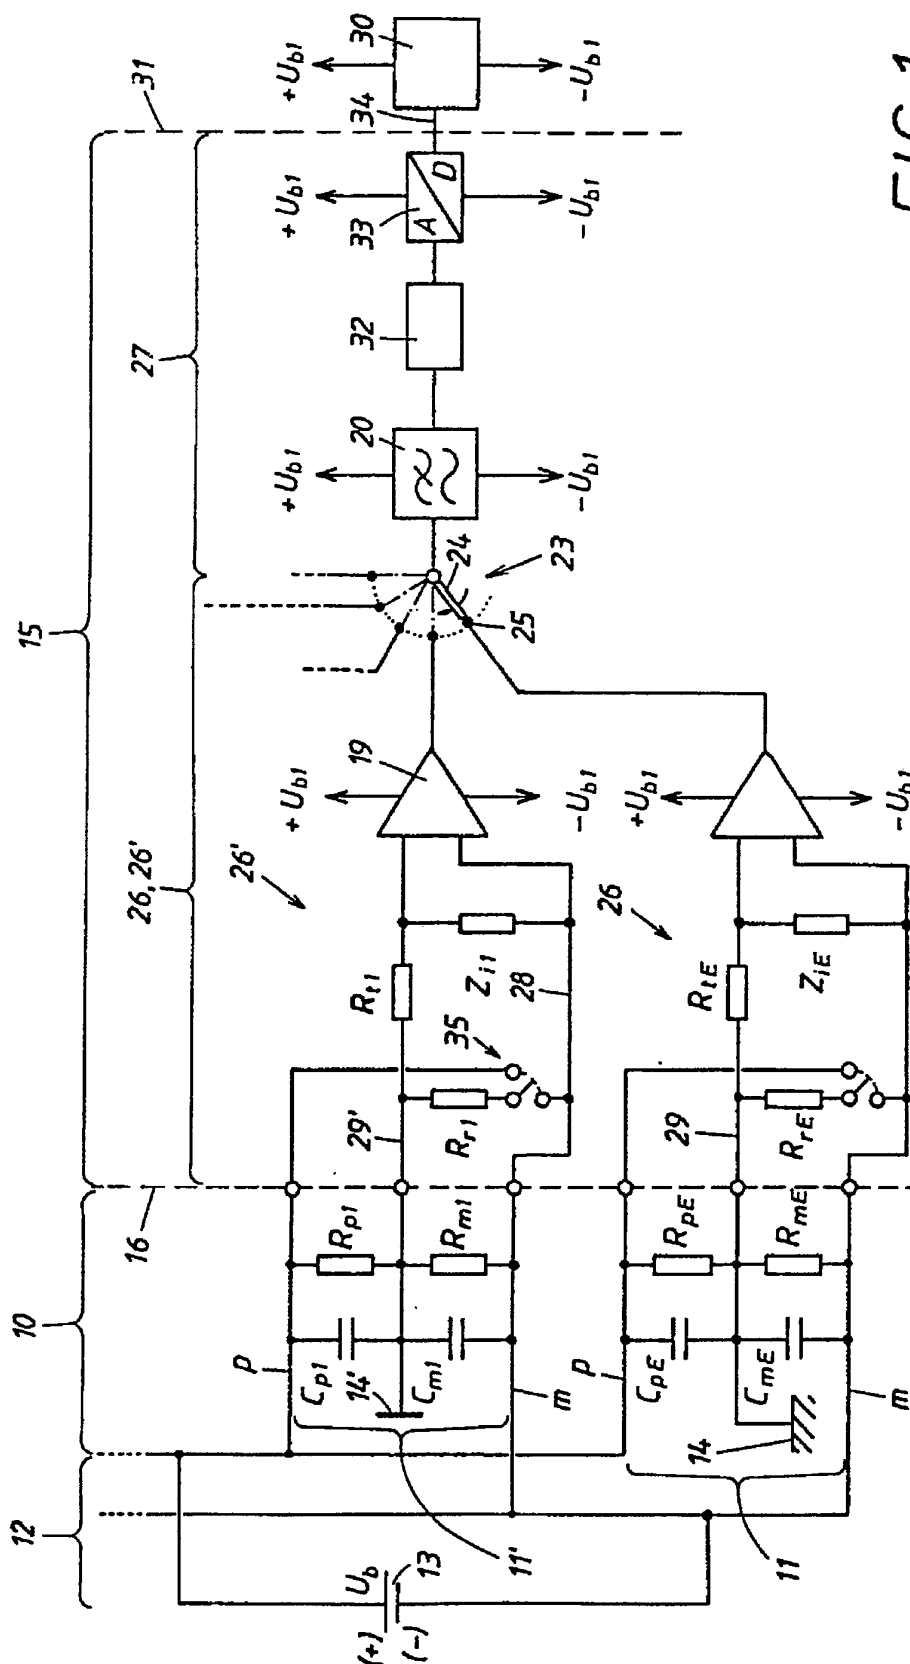 12 10 15
16 26, 26' 27 31
p 26' +Ub1 +Ub1 +Ub1 +Ub1
Cp1 Rp1 29' Rt1 19 20 32 33 30
Ub 14' A D 34
(+) 13 Cm1 Rm1 Rr1 35 Zi1 24
(-) m 28 -Ub1 25 23 -Ub1 -Ub1 -Ub1
11' p 26 +Ub1
CpE RpE 29 RtE
14 CmE RmE RrE ZiE
11 m -Ub1
FIG. 1